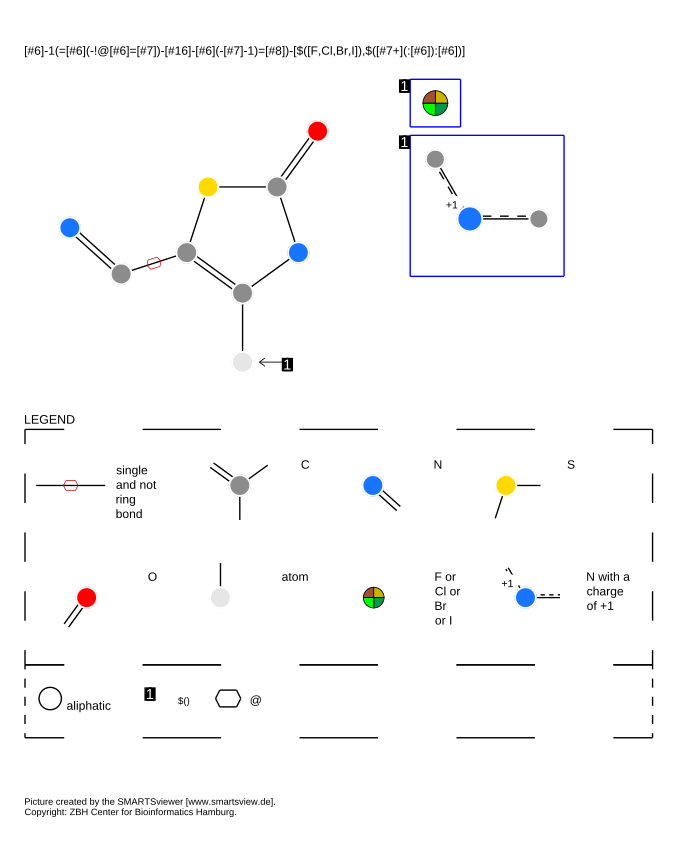 [#6]-1(=[#6](-!@[#6]=[#7])-[#16]-[#6](-[#7]-1)=[#8])-[$([F,Cl,Br,I]),$([#7+](:[#6]):[#6])]
1
1
+1
1
LEGEND
single
and not
ring
bond
C
N
S
O
atom
F or
Cl or
Br
or I
+1
N with a
charge
of +1
aliphatic
1
$()
@
Picture created by the SMARTSviewer [www.smartsview.de].
Copyright: ZBH Center for Bioinformatics Hamburg.